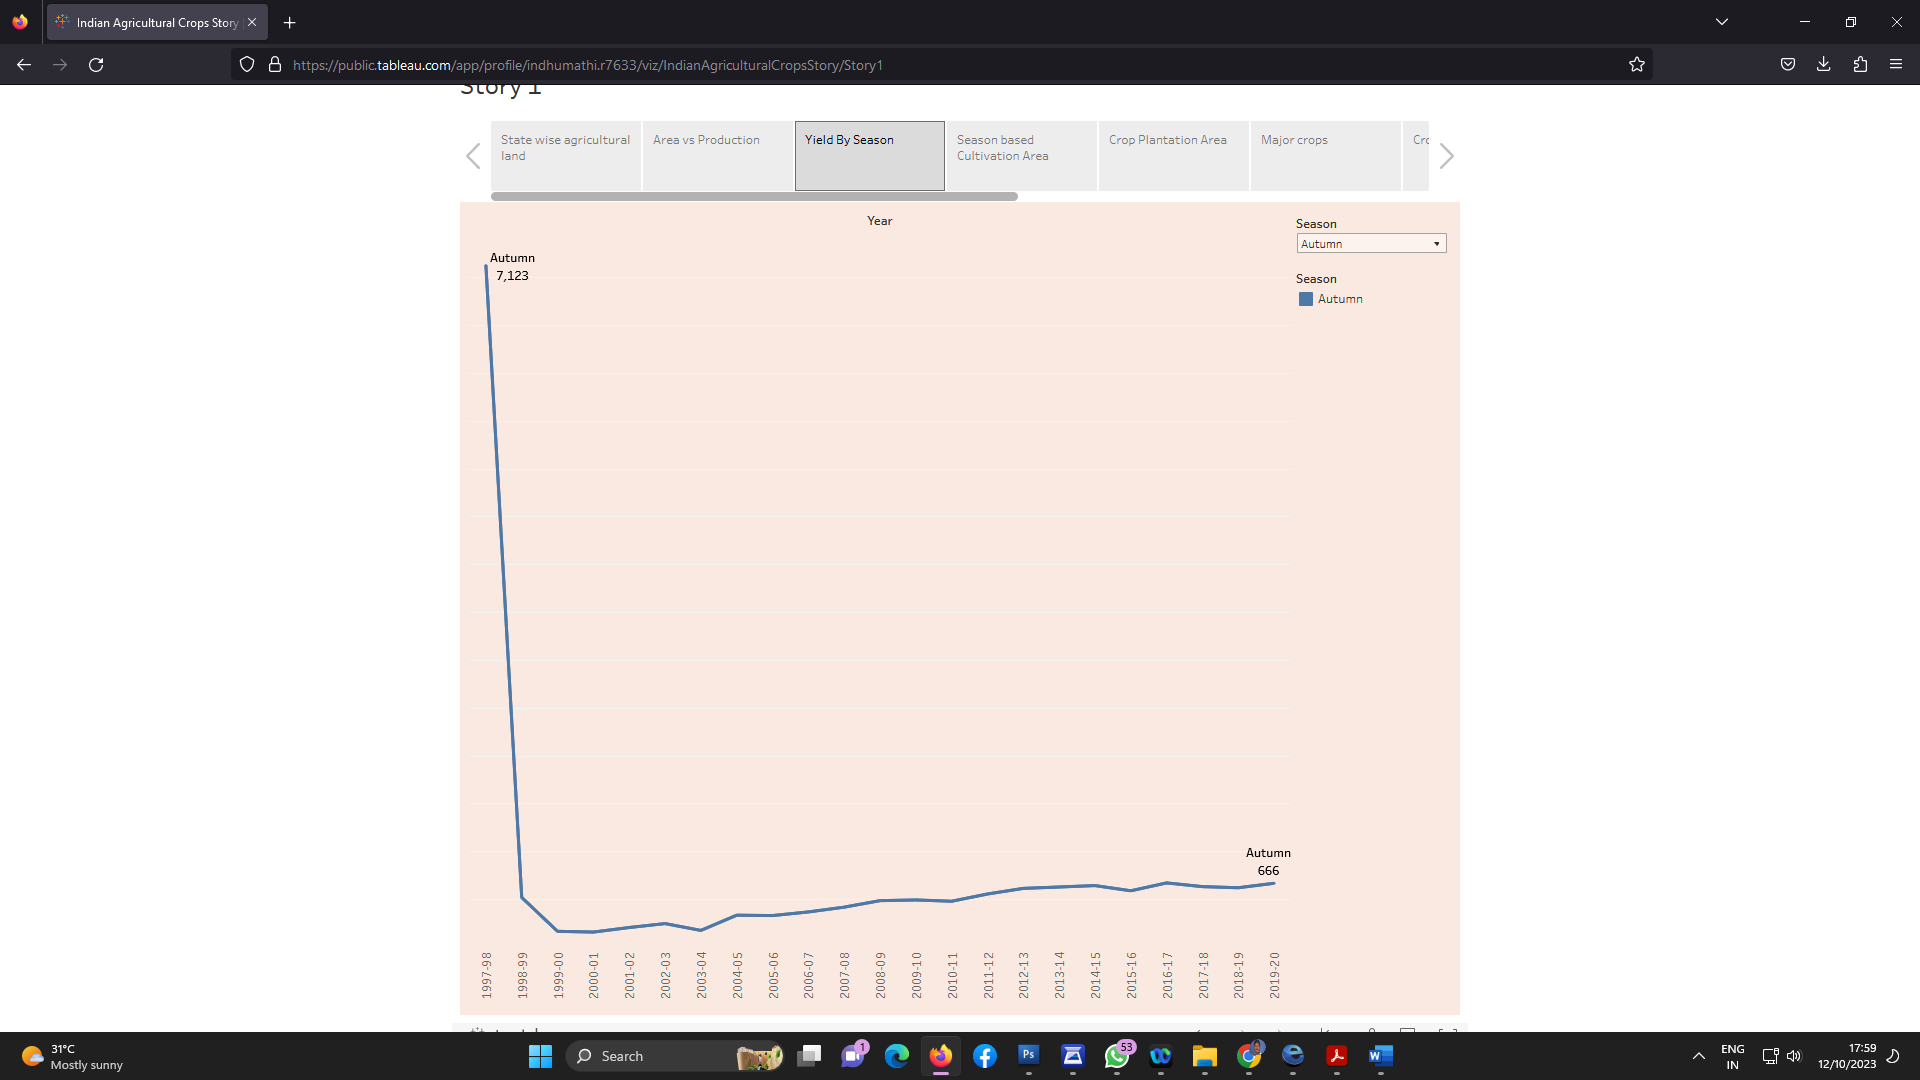 Indian Agricultural Crops Story
https://public.tableau.com/app/profile/indhumathi.r7633/viz/IndianAgriculturalCropsStory/Story1
Story 1
State wise agricultural
land
Area vs Production
Yield By Season
Season based
Cultivation Area
Crop Plantation Area
Major crops
Cro
Year
Season
Autumn
Season
Autumn
Autumn
7,123
Autumn
666
1997-98
1998-99
1999-00
2000-01
2001-02
2002-03
2003-04
2004-05
2005-06
2006-07
2007-08
2008-09
2009-10
2010-11
2011-12
2012-13
2013-14
2014-15
2015-16
2016-17
2017-18
2018-19
2019-20
31°C
Mostly sunny
Search
1
Ps
53
W
ENG
IN
17:59
12/10/2023